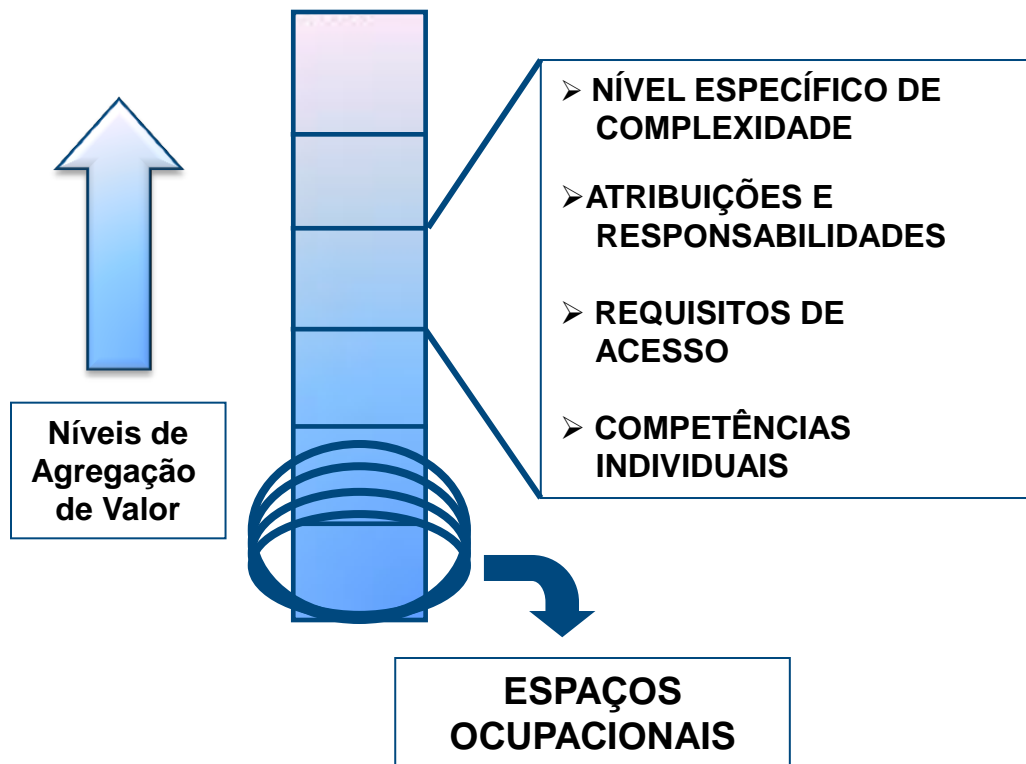 ➢ NÍVEL ESPECÍFICO DE
COMPLEXIDADE
➢ATRIBUIÇÕES E
RESPONSABILIDADES
➢ REQUISITOS DE
ACESSO
➢ COMPETÊNCIAS
INDIVIDUAIS
Níveis de
Agregação
de Valor
ESPAÇOS
OCUPACIONAIS